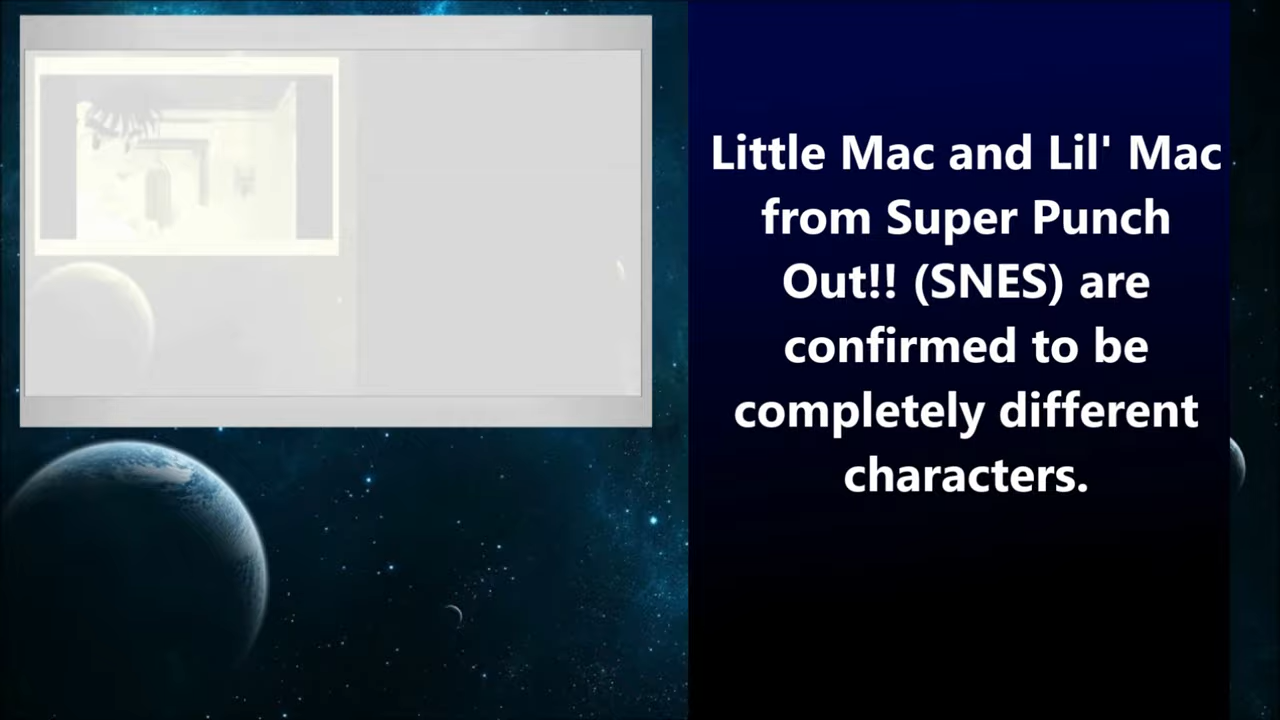 Little Mac and Lil' Mac
from Super Punch
Out!! (SNES) are
confirmed to be
completely different
characters.